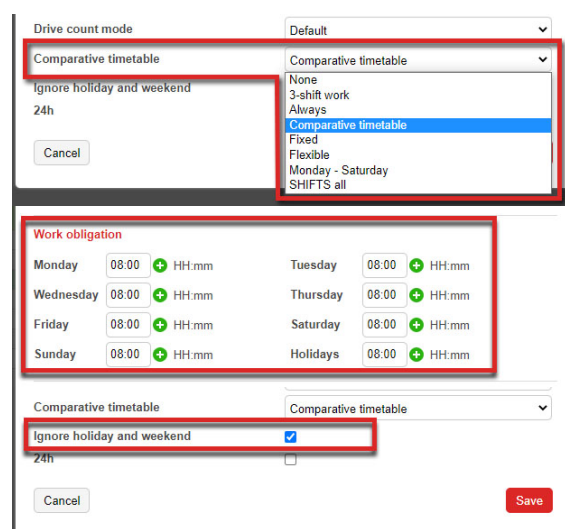 Drive count mode Default
Comparative timetable Comparative timetable
None
Ignore holiday and weekend 3-shift work
24h Always
Comparative timetable
Fixed
Cancel Flexible
Monday - Saturday
SHIFTS all
Work obligation
Monday 08:00 HH:mm Tuesday 08:00 HH:mm
Wednesday 08:00 HH:mm Thursday 08:00 HH:mm
Friday 08:00 HH:mm Saturday 08:00 HH:mm
Sunday 08:00 HH:mm Holidays 08:00 HH:mm
Comparative timetable Comparative timetable
Ignore holiday and weekend
24h
Cancel Save